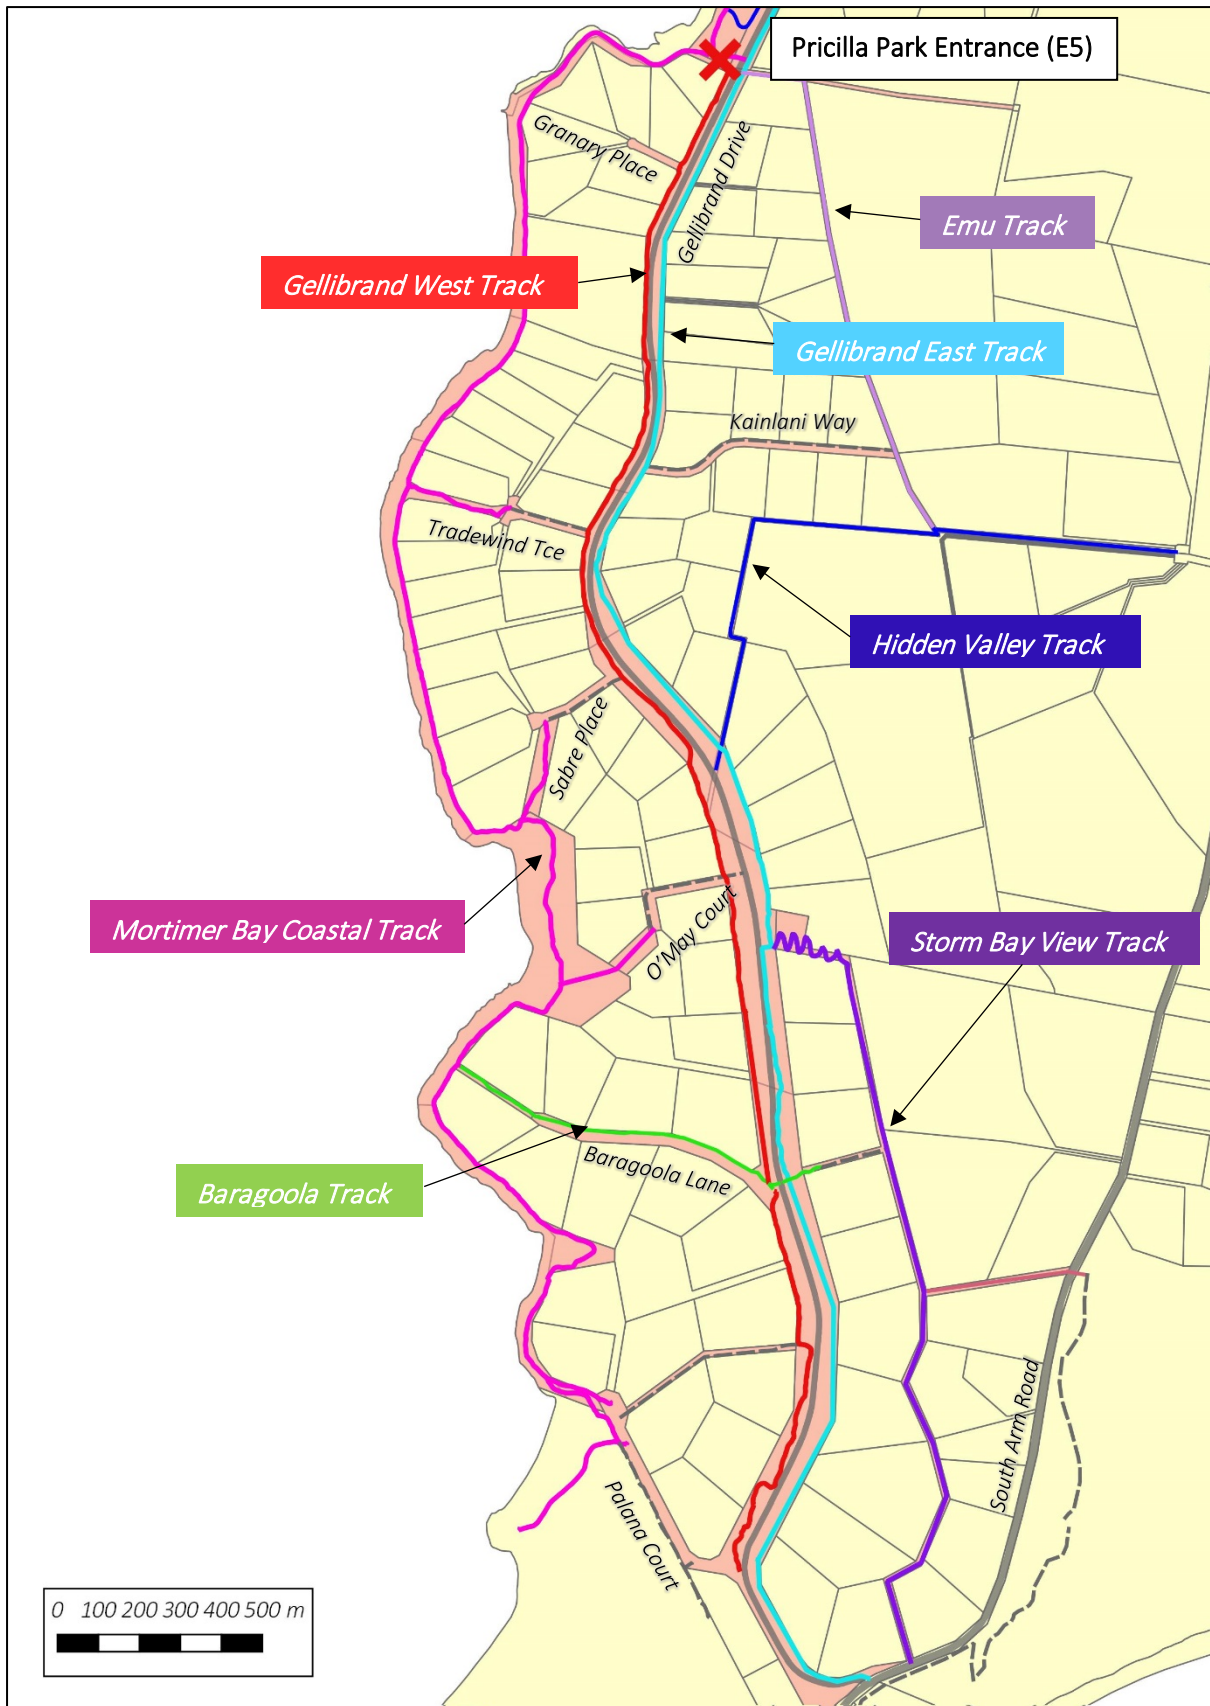 Pricilla Park Entrance (E5)
Granary Place
Gellibrand Drive
Emu Track
Gellibrand West Track
Gellibrand East Track
Kainlani Way
Tradewind Tce
Hidden Valley Track
Sabre Place
Mortimer Bay Coastal Track
O'May Court
Storm Bay View Track
Baragoola Lane
Baragoola Track
South Arm Road
Palana Court
0 100 200 300 400 500 m